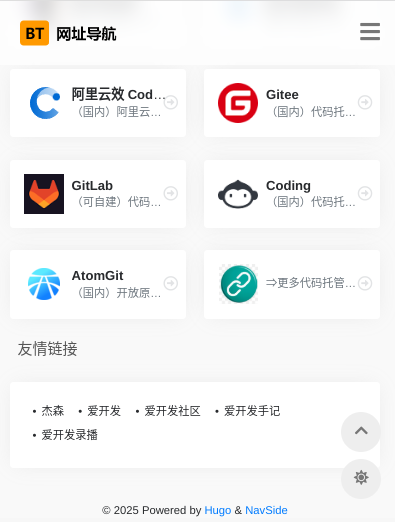 BT 网址导航
阿里云效 Cod...
（国内）阿里云...
Gitee
（国内）代码托...
GitLab
（可自建）代码...
Coding
（国内）代码托...
AtomGit
（国内）开放原...
⇒更多代码托管...
友情链接
• 杰森 • 爱开发 • 爱开发社区 • 爱开发手记
• 爱开发录播
© 2025 Powered by Hugo & NavSide